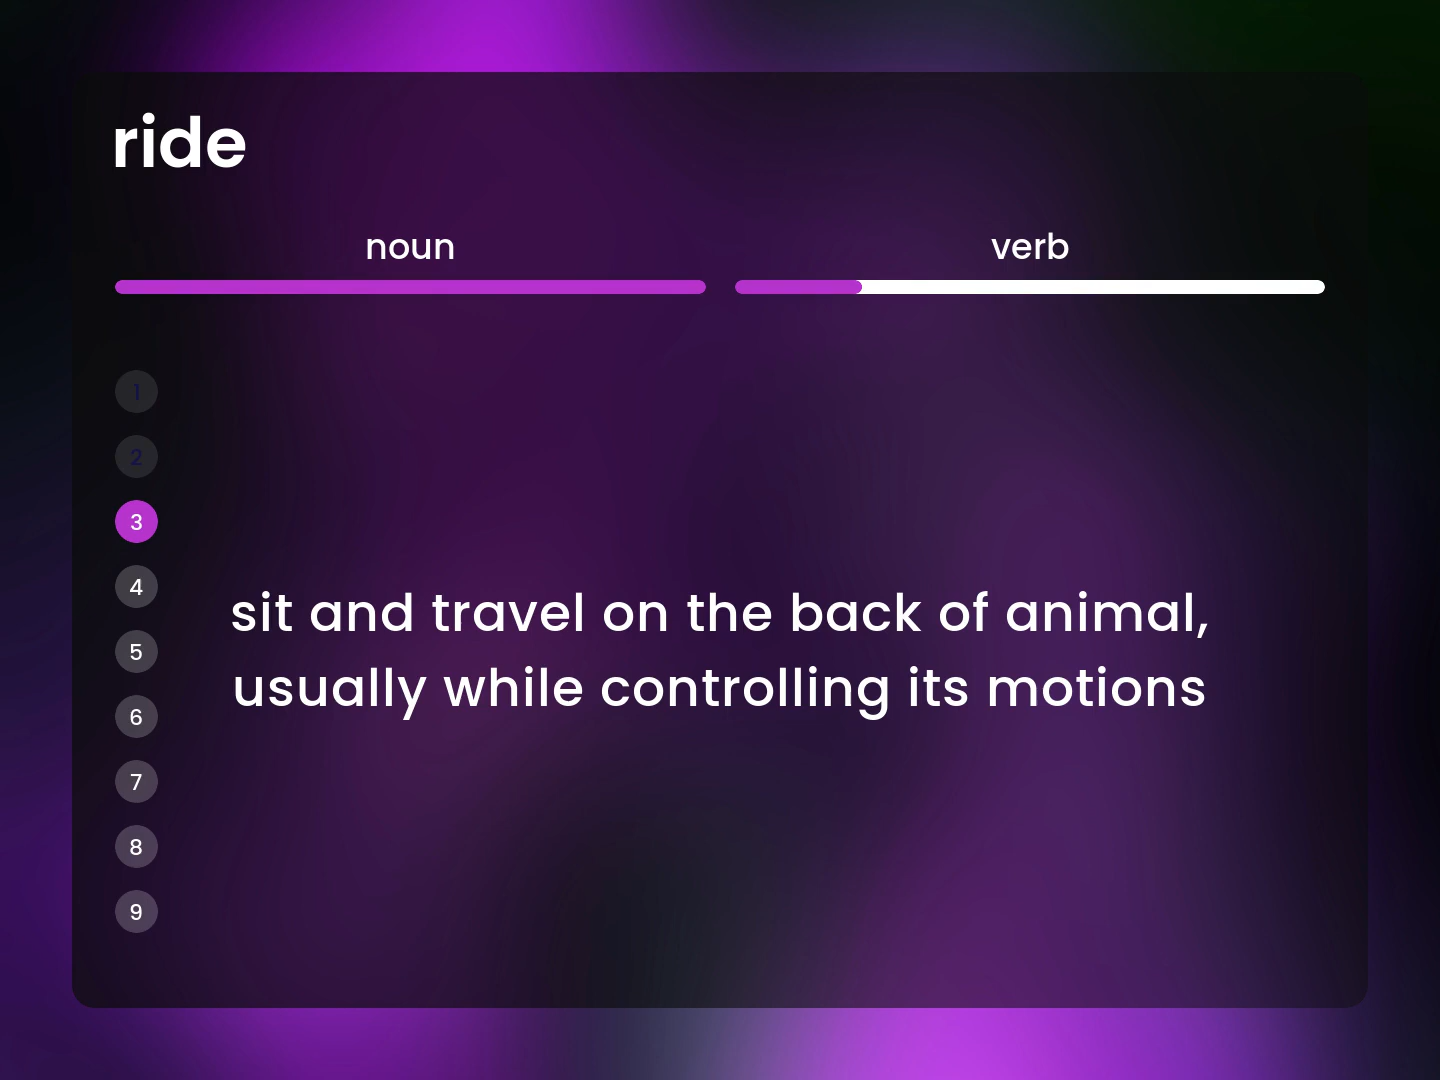 ride
noun
verb
1
2
3
4
5
6
7
8
9
sit and travel on the back of animal,
usually while controlling its motions